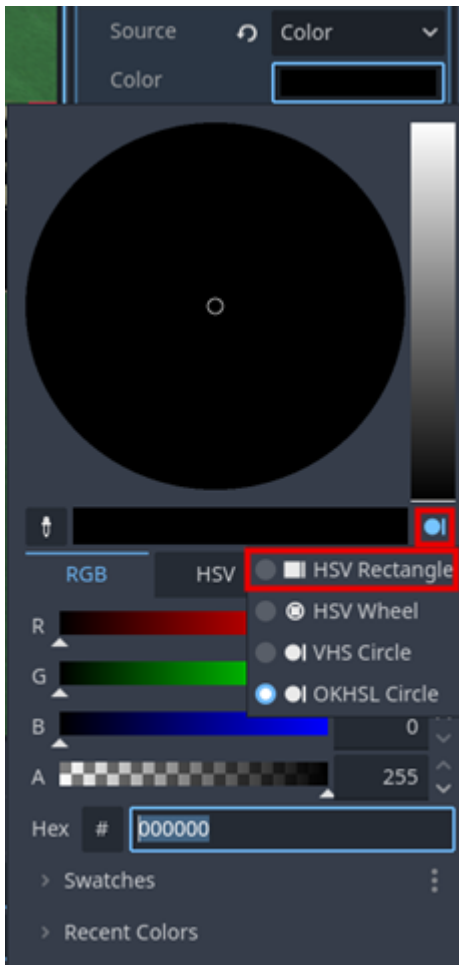 Source Color
Color
RGB HSV
HSV Rectangle
HSV Wheel
VHS Circle
OKHSL Circle
R
G
B 0
A 255
Hex # 000000
Swatches
Recent Colors